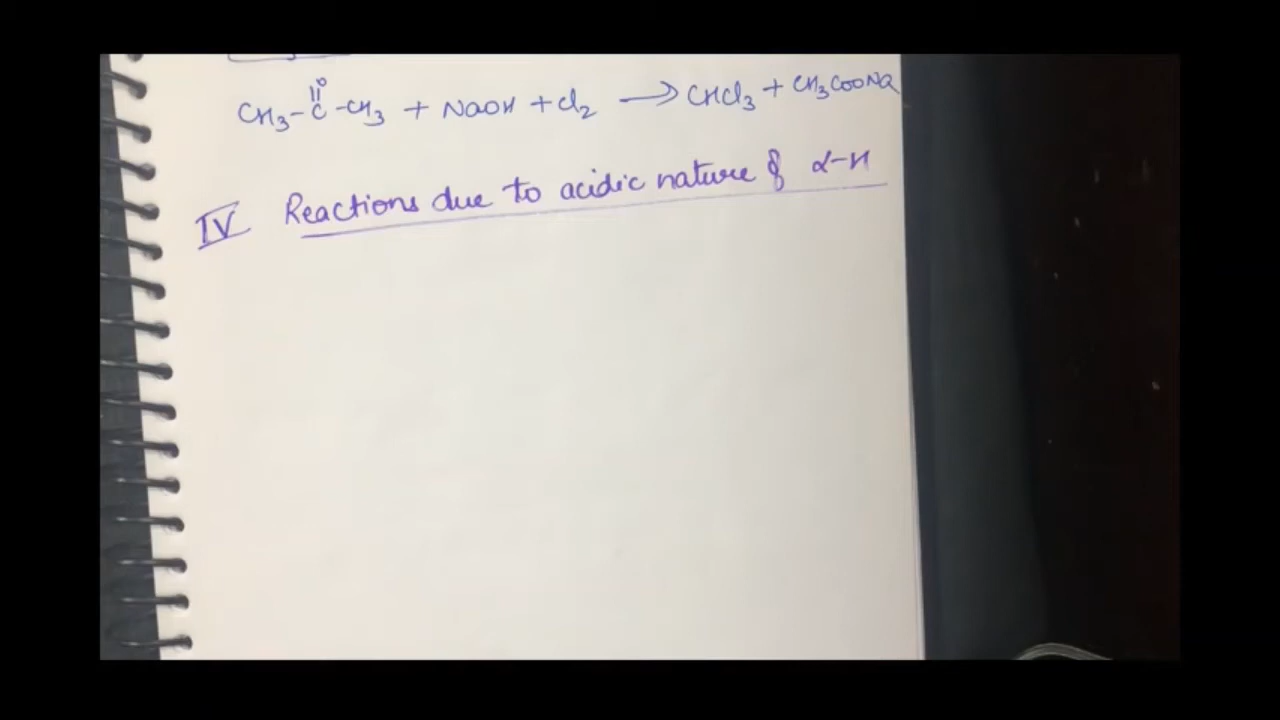 O
CH3-C-CH3 + NaOH + Cl2 → CHCl3 + CH3COONa
IV Reactions due to acidic nature of α-H